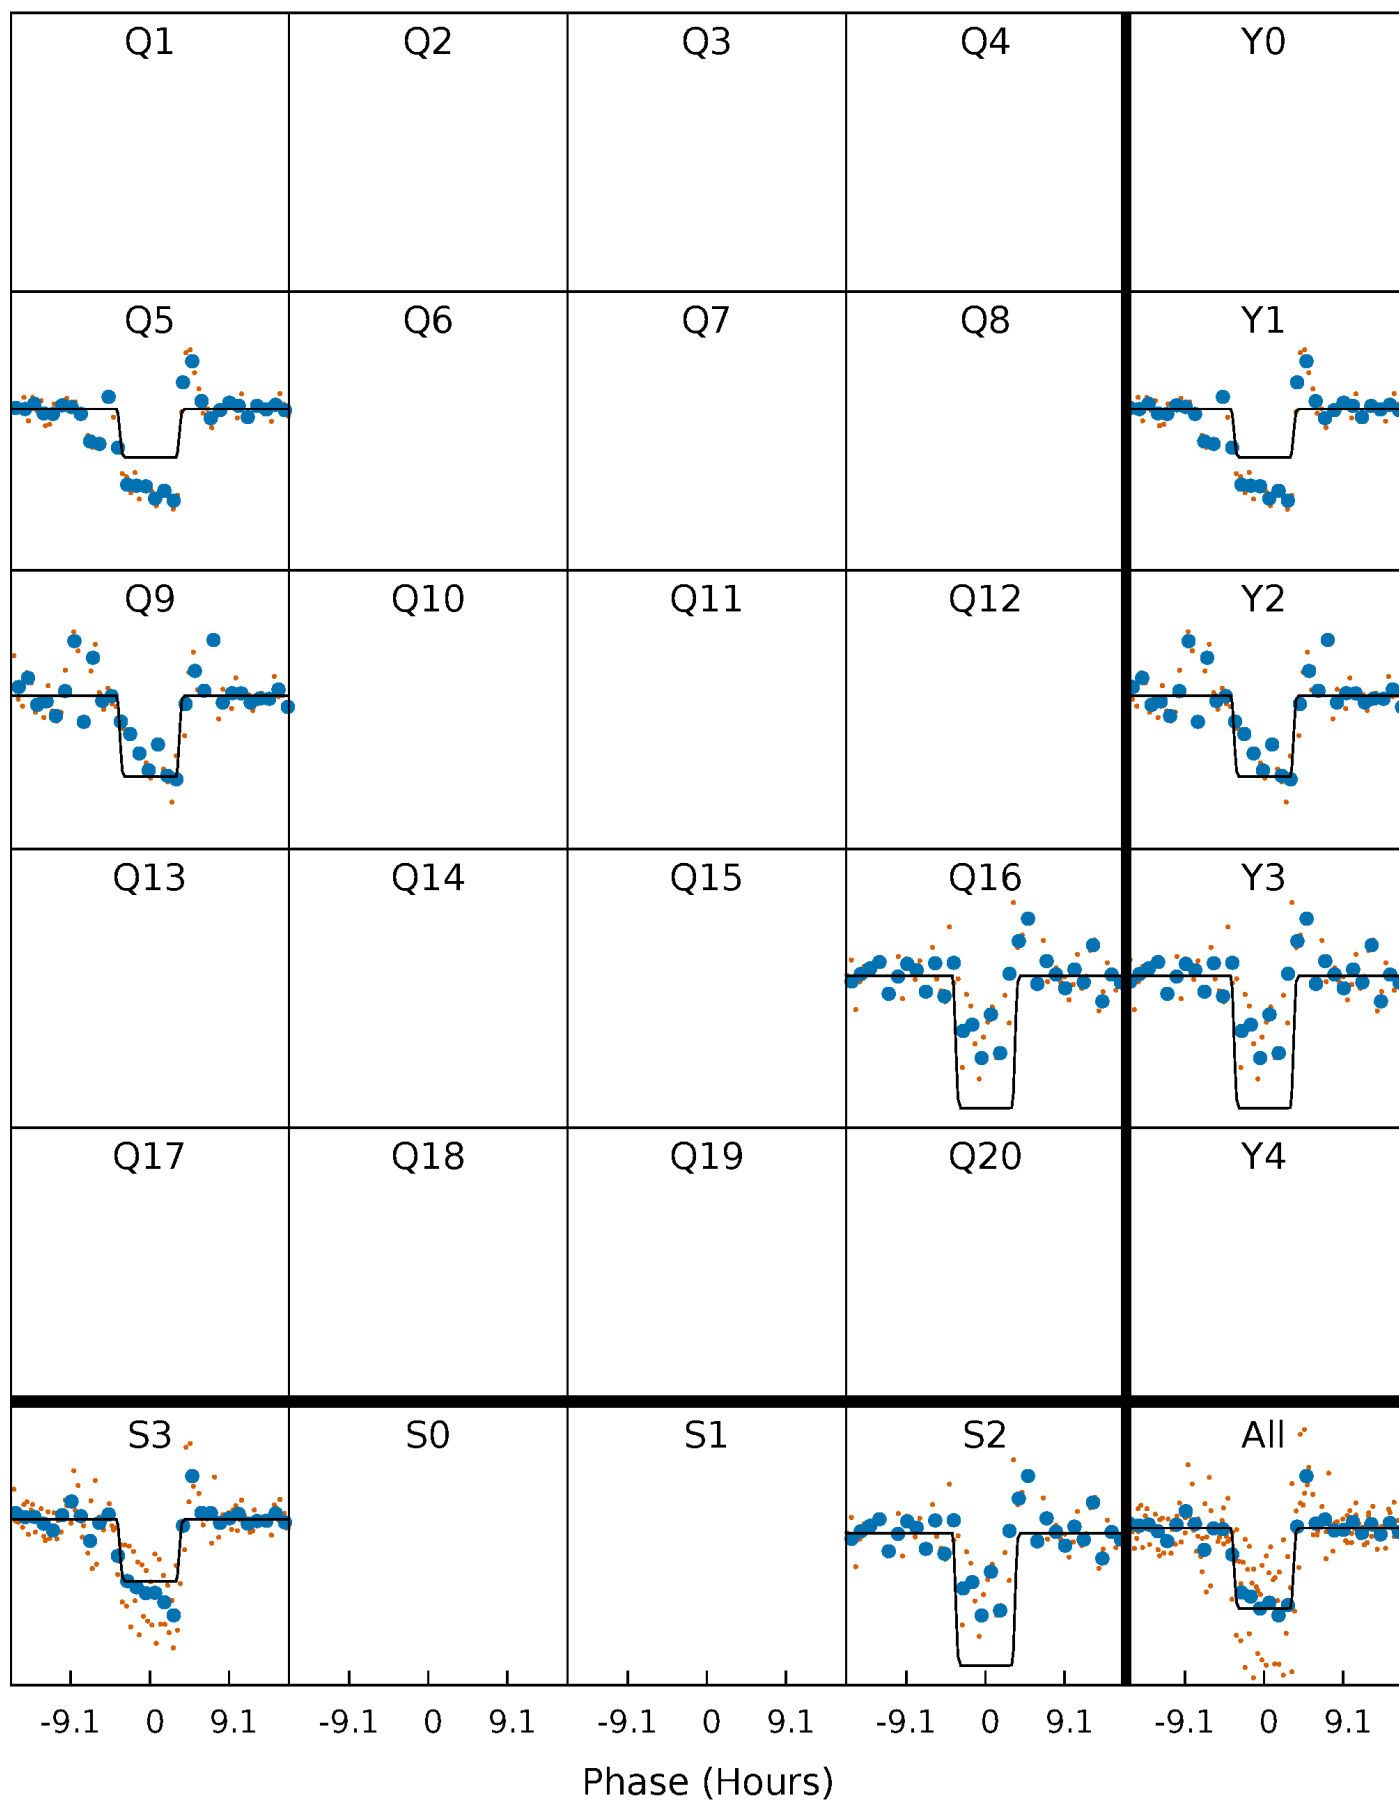 Q1 Q2 Q3 Q4 Y0
Q5 Q6 Q7 Q8 Y1
Q9 Q10 Q11 Q12 Y2
Q13 Q14 Q15 Q16 Y3
Q17 Q18 Q19 Q20 Y4
S3 S0 S1 S2 All
-9.1 0 9.1 -9.1 0 9.1 -9.1 0 9.1 -9.1 0 9.1 -9.1 0 9.1
Phase (Hours)